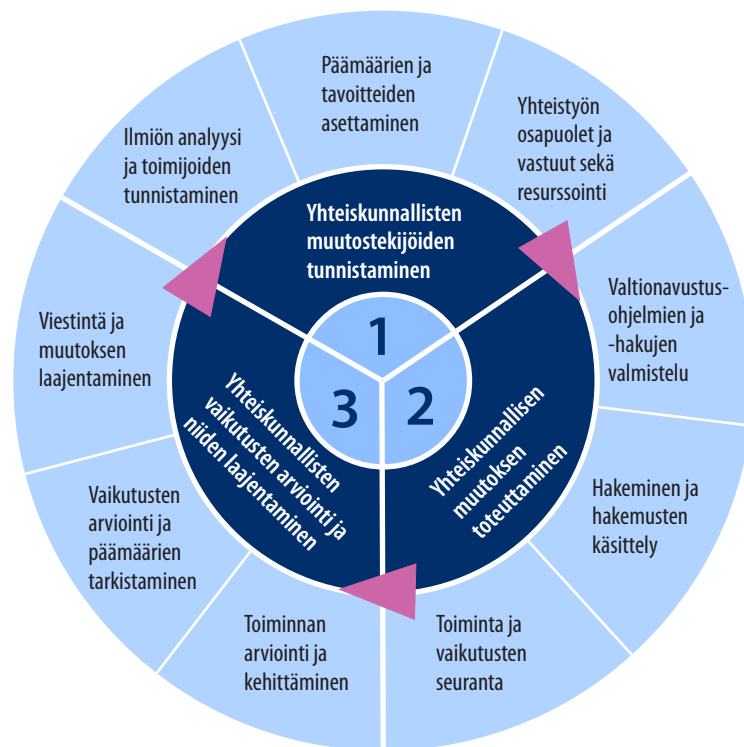 Päämäärien ja
tavoitteiden
asettaminen
Yhteistyön
osapuolet ja
vastuut sekä
resurssointi
Valtionavustus-
ohjelmien ja
-hakujen
valmistelu
Hakeminen ja
hakemusten
käsittely
Toiminta ja
vaikutusten
seuranta
Toiminnan
arviointi ja
kehittäminen
Vaikutusten
arviointi ja
päämäärien
tarkistaminen
Viestintä ja
muutoksen
laajentaminen
Ilmiön analyysi
ja toimijoiden
tunnistaminen
Yhteiskunnallisten
muutostekijöiden
tunnistaminen
1
Yhteiskunnallisen
muutoksen
toteuttaminen
2
Yhteiskunnallisten
vaikutusten arviointi ja
niiden laajentaminen
3